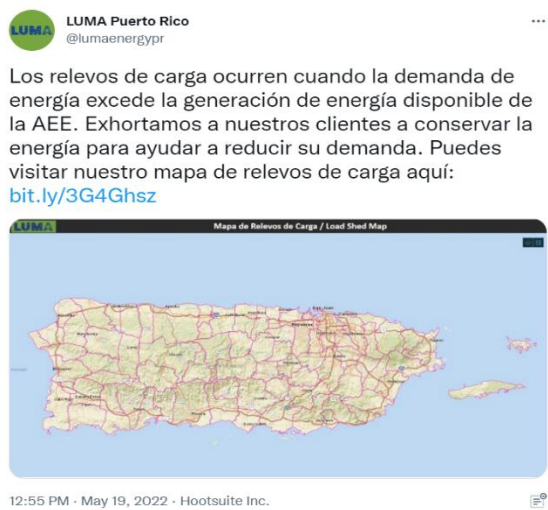 LUMA
LUMA Puerto Rico
@lumaenergypr
Los relevos de carga ocurren cuando la demanda de
energía excede la generación de energía disponible de
la AEE. Exhortamos a nuestros clientes a conservar la
energía para ayudar a reducir su demanda. Puedes
visitar nuestro mapa de relevos de carga aquí:
bit.ly/3G4Ghsz
LUMA
Mapa de Relevos de Carga / Load Shed Map
12:55 PM · May 19, 2022 · Hootsuite Inc.